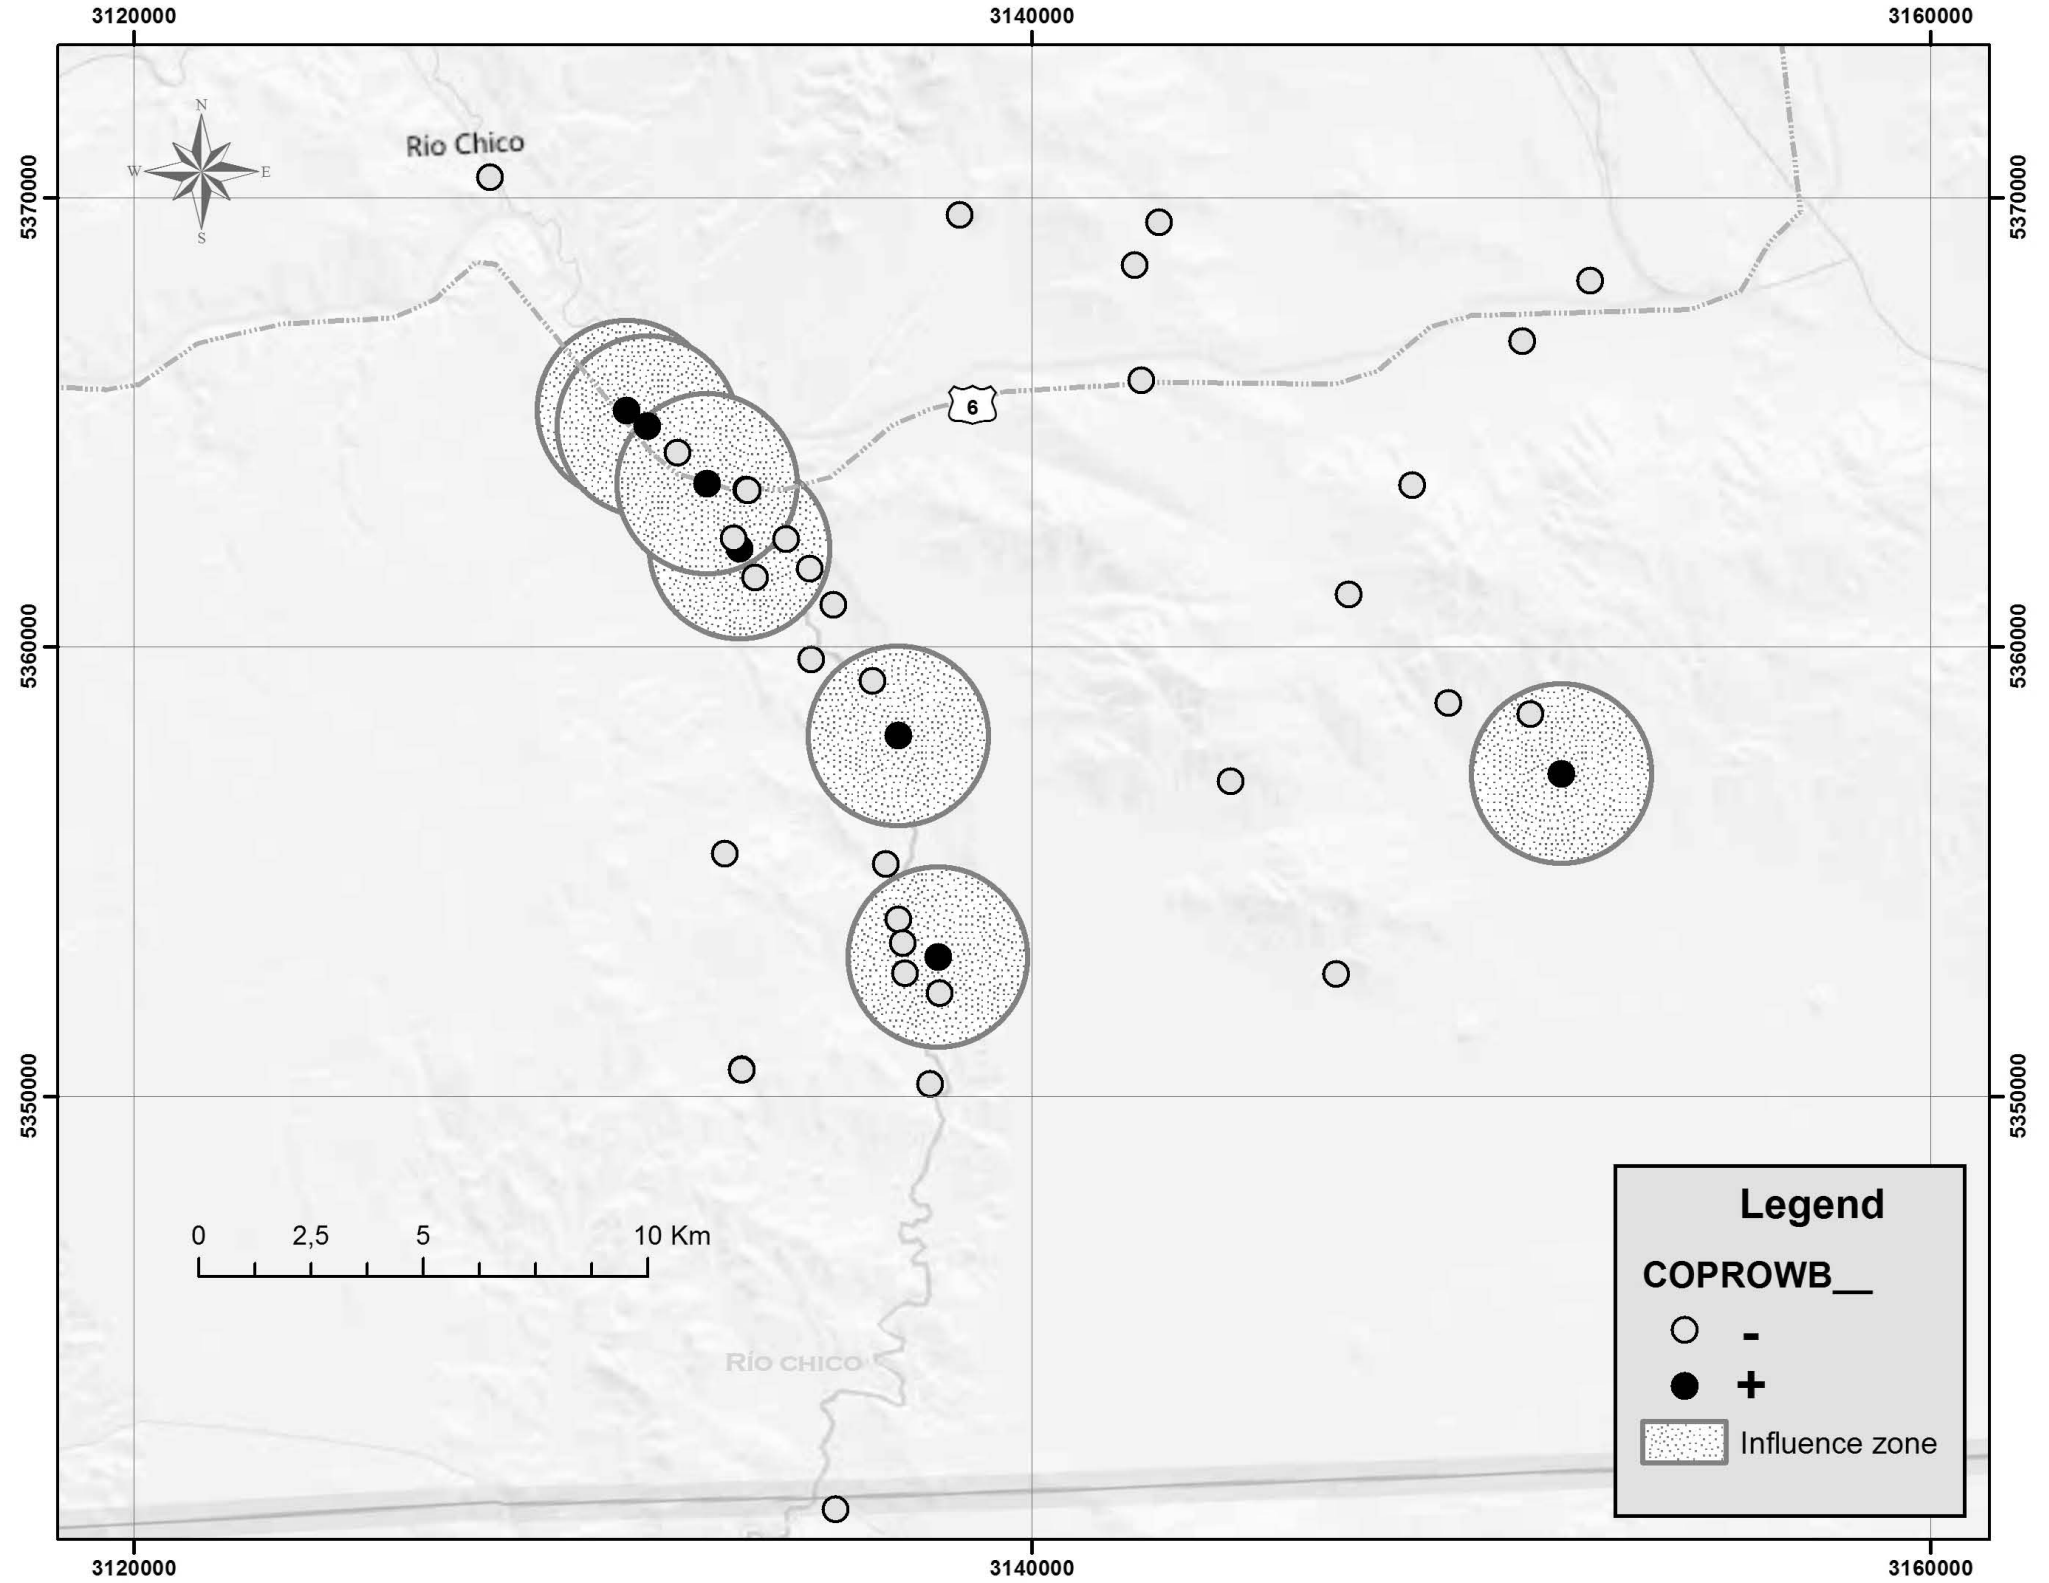 3120000 3140000 3160000
N
W E
S
Río Chico
5370000 5370000
6
5360000 5360000
5350000 5350000
0 2,5 5 10 Km
RÍO CHICO
Legend
COPROWB__
-
+
Influence zone
3120000 3140000 3160000